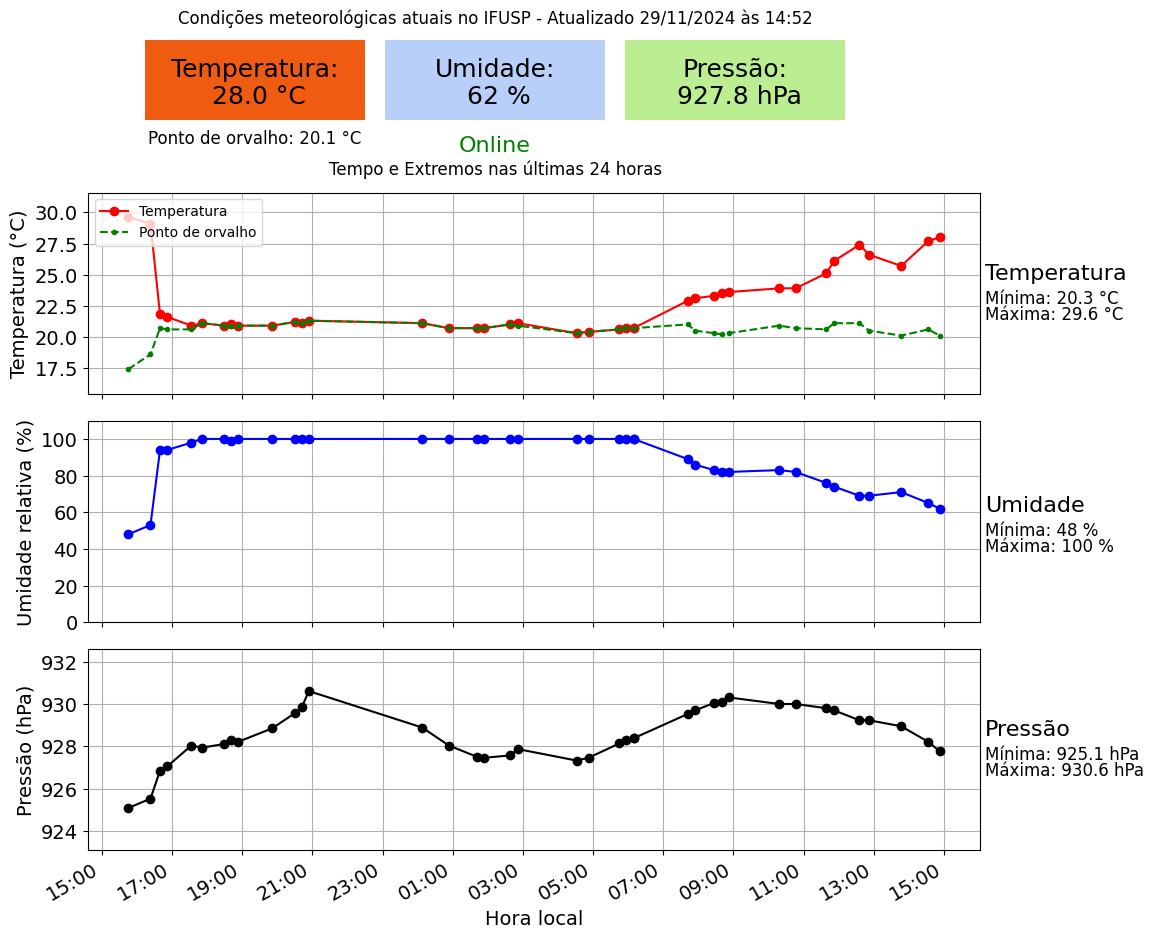 Condições meteorológicas atuais no IFUSP - Atualizado 29/11/2024 às 14:52
Temperatura:
28.0 °C
Umidade:
62 %
Pressão:
927.8 hPa
Ponto de orvalho: 20.1 °C
Online
Tempo e Extremos nas últimas 24 horas
Temperatura (°C)
30.0
27.5
25.0
22.5
20.0
17.5
Temperatura
Ponto de orvalho
Temperatura
Mínima: 20.3 °C
Máxima: 29.6 °C
Umidade relativa (%)
100
80
60
40
20
0
Umidade
Mínima: 48 %
Máxima: 100 %
Pressão (hPa)
932
930
928
926
924
Pressão
Mínima: 925.1 hPa
Máxima: 930.6 hPa
15:00
17:00
19:00
21:00
23:00
01:00
03:00
05:00
07:00
09:00
11:00
13:00
15:00
Hora local